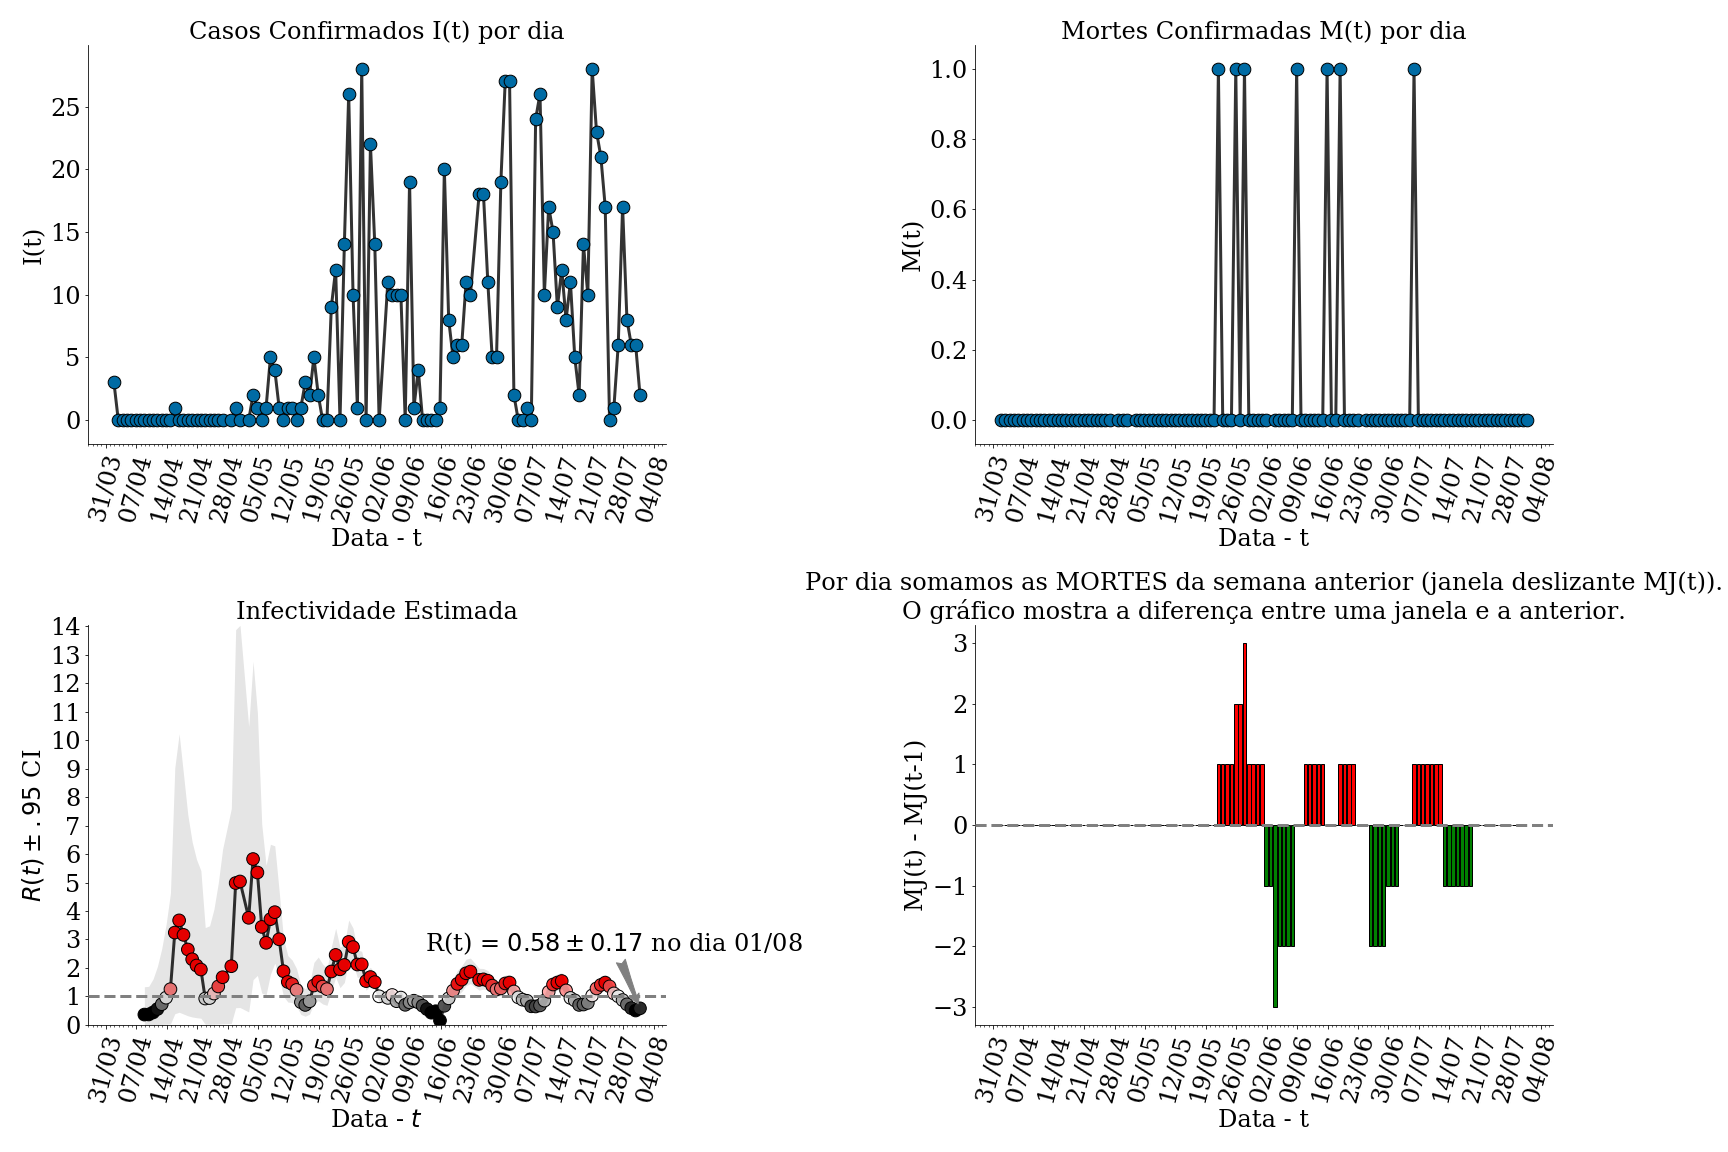 Casos Confirmados I(t) por dia
I(t)
25
20
15
10
5
0
31/03 07/04 14/04 21/04 28/04 05/05 12/05 19/05 26/05 02/06 09/06 16/06 23/06 30/06 07/07 14/07 21/07 28/07 04/08
Data - t
Mortes Confirmadas M(t) por dia
M(t)
1.0
0.8
0.6
0.4
0.2
0.0
31/03 07/04 14/04 21/04 28/04 05/05 12/05 19/05 26/05 02/06 09/06 16/06 23/06 30/06 07/07 14/07 21/07 28/07 04/08
Data - t
Infectividade Estimada
R(t) ± .95 CI
14
13
12
11
10
9
8
7
6
5
4
3
2
1
0
R(t) = 0.58 ± 0.17 no dia 01/08
31/03 07/04 14/04 21/04 28/04 05/05 12/05 19/05 26/05 02/06 09/06 16/06 23/06 30/06 07/07 14/07 21/07 28/07 04/08
Data - t
Por dia somamos as MORTES da semana anterior (janela deslizante MJ(t)).
O gráfico mostra a diferença entre uma janela e a anterior.
MJ(t) - MJ(t-1)
3
2
1
0
−1
−2
−3
31/03 07/04 14/04 21/04 28/04 05/05 12/05 19/05 26/05 02/06 09/06 16/06 23/06 30/06 07/07 14/07 21/07 28/07 04/08
Data - t